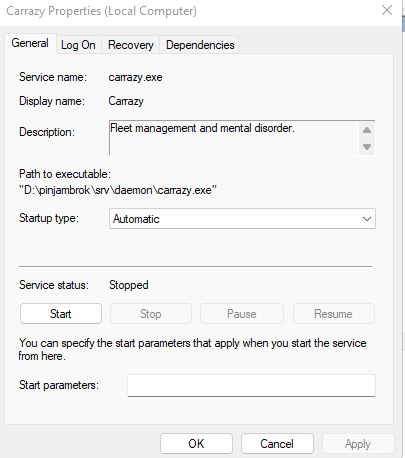 Carrazy Properties (Local Computer)
General Log On Recovery Dependencies
Service name: carrazy.exe
Display name: Carrazy
Description: Fleet management and mental disorder.
Path to executable:
"D:\pinjambrok\srv\daemon\carrazy.exe"
Startup type: Automatic
Service status: Stopped
Start Stop Pause Resume
You can specify the start parameters that apply when you start the service
from here.
Start parameters:
OK Cancel Apply